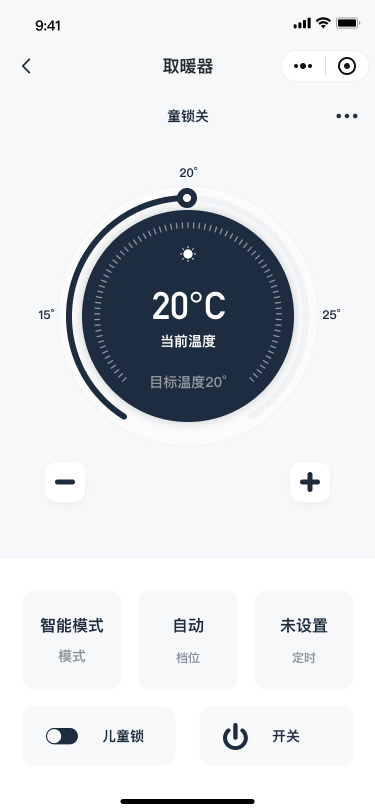 9:41
取暖器
童锁关
20°
15°
25°
20°C
当前温度
目标温度20°
智能模式
自动
未设置
模式
档位
定时
儿童锁
开关